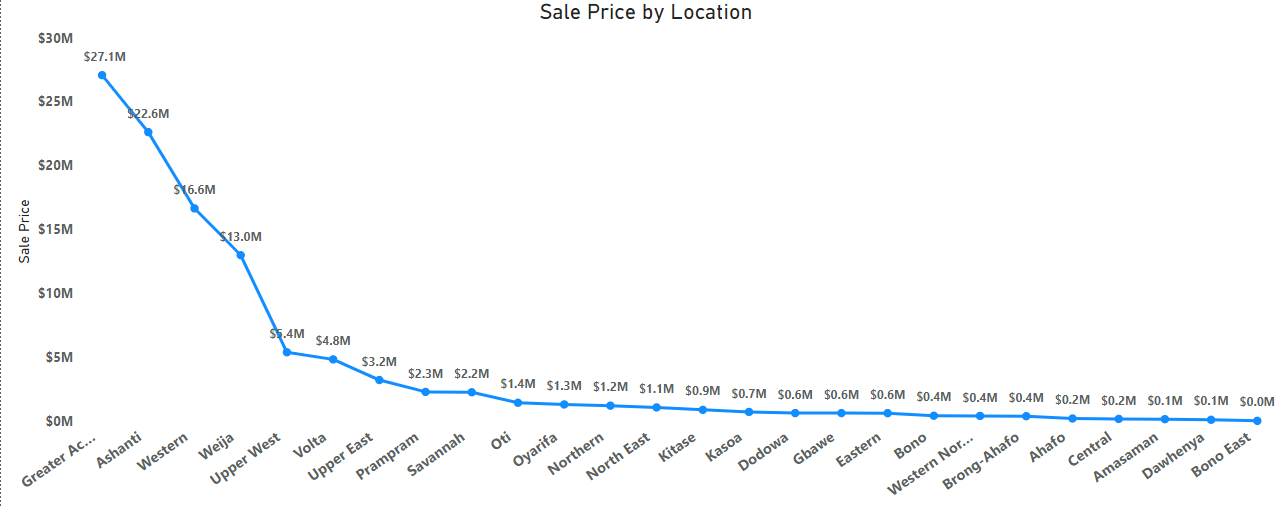 Sale Price by Location
$30M
$25M
$20M
$15M
$10M
$5M
$0M
Sale Price
$27.1M
$22.6M
$16.6M
$13.0M
$5.4M
$4.8M
$3.2M
$2.3M
$2.2M
$1.4M
$1.3M
$1.2M
$1.1M
$0.9M
$0.7M
$0.6M
$0.6M
$0.6M
$0.4M
$0.4M
$0.4M
$0.2M
$0.2M
$0.1M
$0.1M
$0.0M
Greater Ac...
Ashanti
Western
Weija
Upper West
Volta
Upper East
Prampram
Savannah
Oti
Oyarifa
Northern
North East
Kitase
Kasoa
Dodowa
Gbawe
Eastern
Bono
Western Nor...
Brong-Ahafo
Ahafo
Central
Amasaman
Dawhenya
Bono East